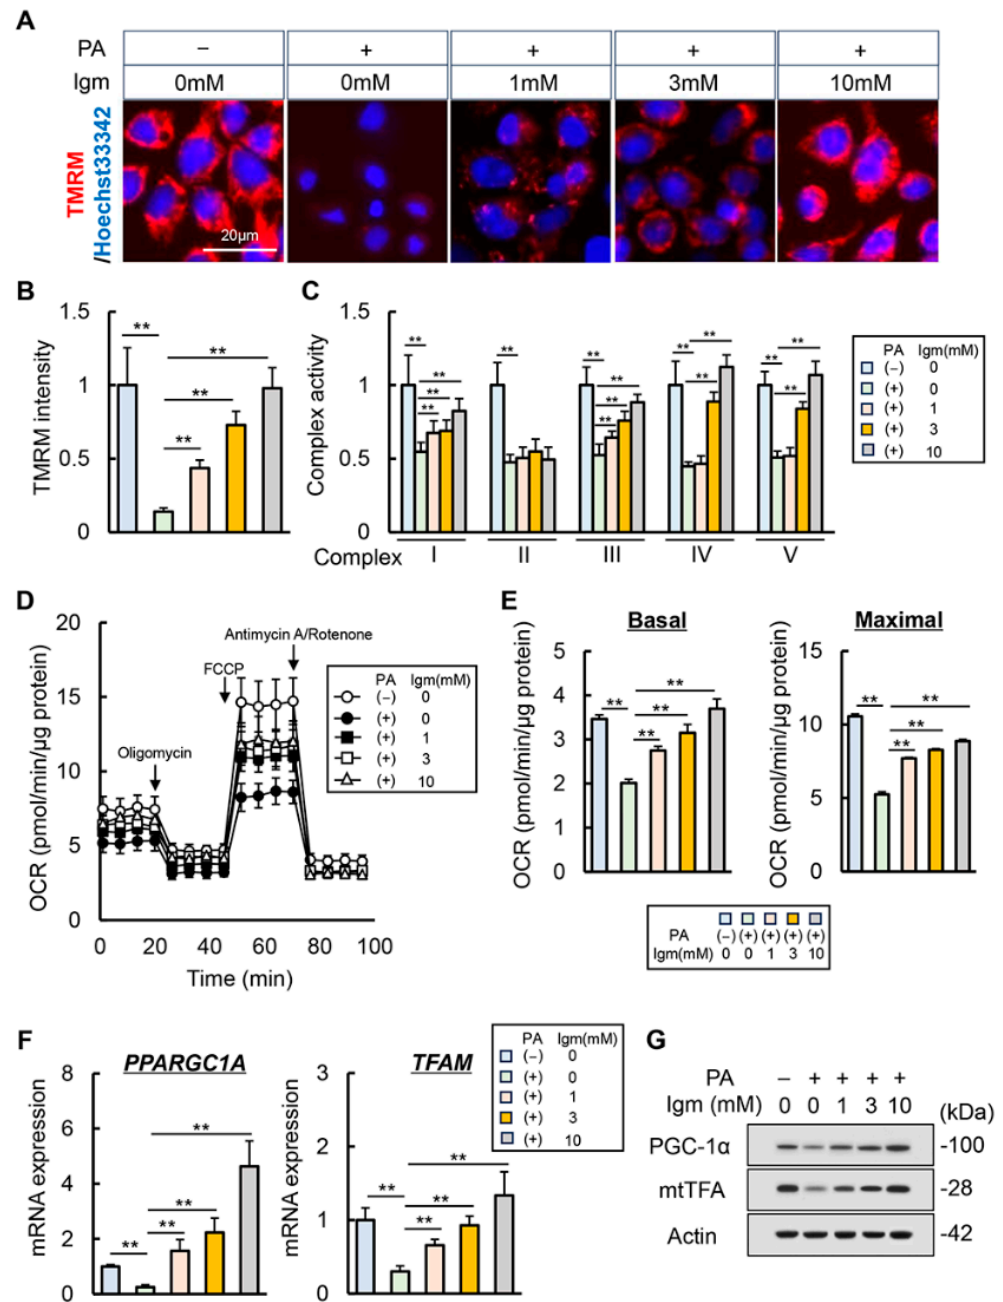 A
PA − + + + +
Igm 0mM 0mM 1mM 3mM 10mM
TMRM
/Hoechst33342
20μm
B
1.5
1
0.5
0
TMRM intensity
** ** ** **
C
1.5
1
0.5
0
Complex activity
** ** ** **
**
** ** ** **
** ** **
** ** **
Complex I II III IV V
PA Igm(mM)
(−) 0
(+) 0
(+) 1
(+) 3
(+) 10
D
20
15
10
5
0
OCR (pmol/min/μg protein)
Oligomycin
FCCP
Antimycin A/Rotenone
0 20 40 60 80 100
Time (min)
PA Igm(mM)
(−) 0
(+) 0
(+) 1
(+) 3
(+) 10
E
Basal
5
4
3
2
1
0
OCR (pmol/min/μg protein)
** ** ** **
Maximal
15
10
5
0
OCR (pmol/min/μg protein)
** ** ** **
PA (−) (+) (+) (+) (+)
Igm(mM) 0 0 1 3 10
F
PPARGC1A
8
6
4
2
0
mRNA expression
** ** ** **
TFAM
3
2
1
0
mRNA expression
** ** ** **
PA Igm(mM)
(−) 0
(+) 0
(+) 1
(+) 3
(+) 10
G
PA − + + + +
Igm (mM) 0 0 1 3 10 (kDa)
PGC-1α -100
mtTFA -28
Actin -42